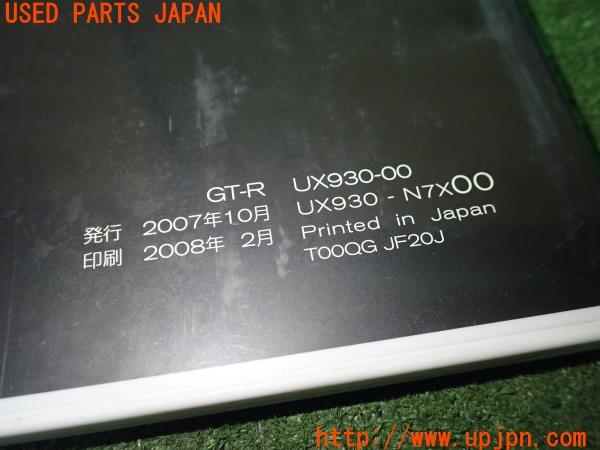 USED PARTS JAPAN
GT-R UX930-00
発行 2007年10月 UX930 - N7X00
印刷 2008年 2月 Printed in Japan
T00QG JF20J
http://www.upjpn.com